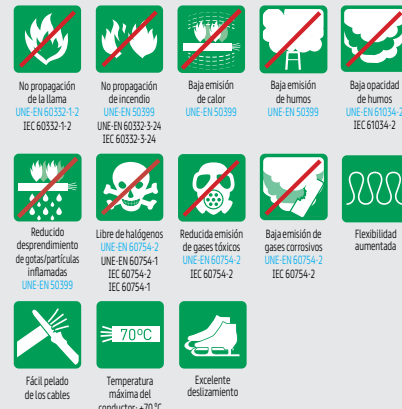 No propagación
de la llama
UNE-EN 60332-1-2
IEC 60332-1-2
No propagación
de incendio
UNE-EN 50399
UNE-EN 60332-3-24
IEC 60332-3-24
Baja emisión
de calor
UNE-EN 50399
Baja emisión
de humos
UNE-EN 50399
Baja opacidad
de humos
UNE-EN 61034-2
IEC 61034-2
Reducido
desprendimiento
de gotas/partículas
inflamadas
UNE-EN 50399
Libre de halógenos
UNE-EN 60754-2
UNE-EN 60754-1
IEC 60754-2
IEC 60754-1
Reducida emisión
de gases tóxicos
UNE-EN 60754-2
IEC 60754-2
Baja emisión de
gases corrosivos
UNE-EN 60754-2
IEC 60754-2
Flexibilidad
aumentada
Fácil pelado
de los cables
70°C
Temperatura
máxima del
conductor: +70 °C
Excelente
deslizamiento